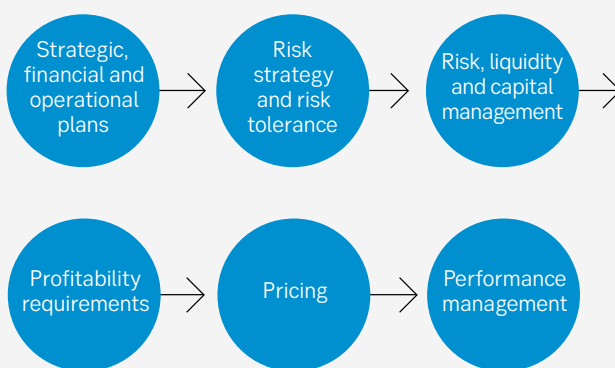 Strategic,
financial and
operational
plans
Risk
strategy
and risk
tolerance
Risk, liquidity
and capital
management
Profitability
requirements
Pricing
Performance
management